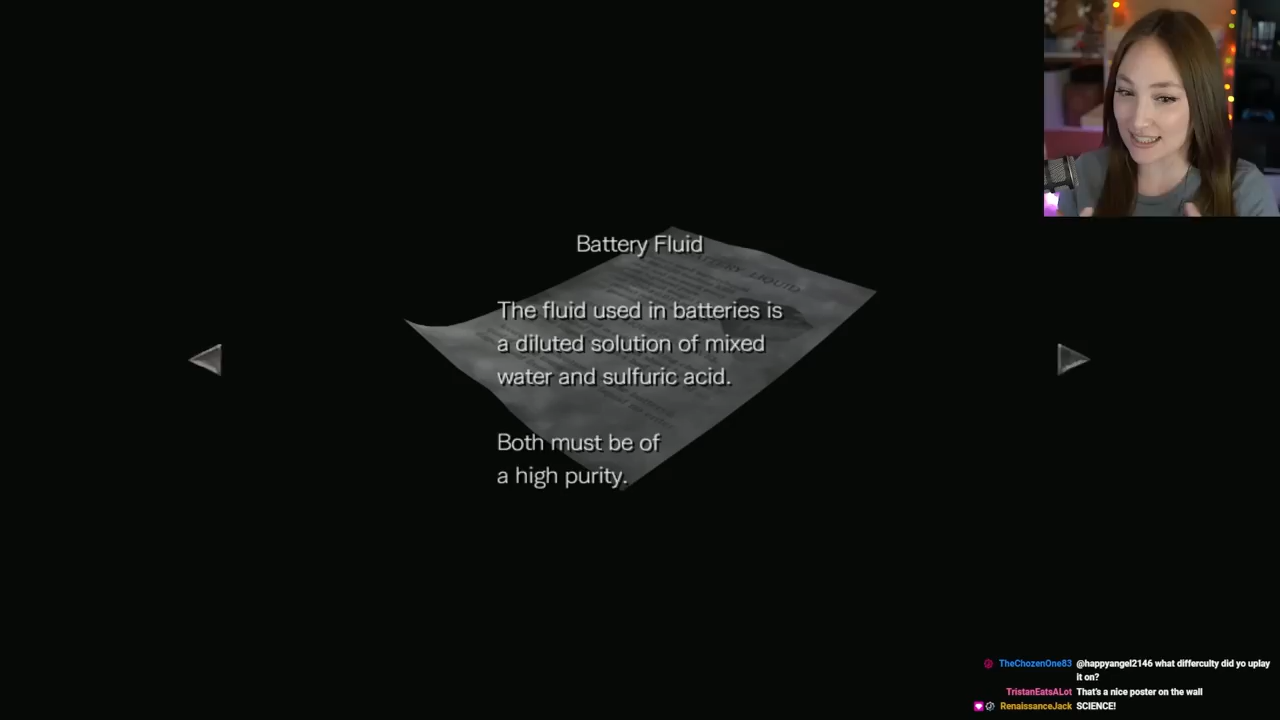 Battery Fluid
The fluid used in batteries is
a diluted solution of mixed
water and sulfuric acid.
Both must be of
a high purity.
LIQUID
TheChozenOne83 @happyangel2146 what differculty did yo uplay
it on?
TristanEatsALot That's a nice poster on the wall
RenaissanceJack SCIENCE!